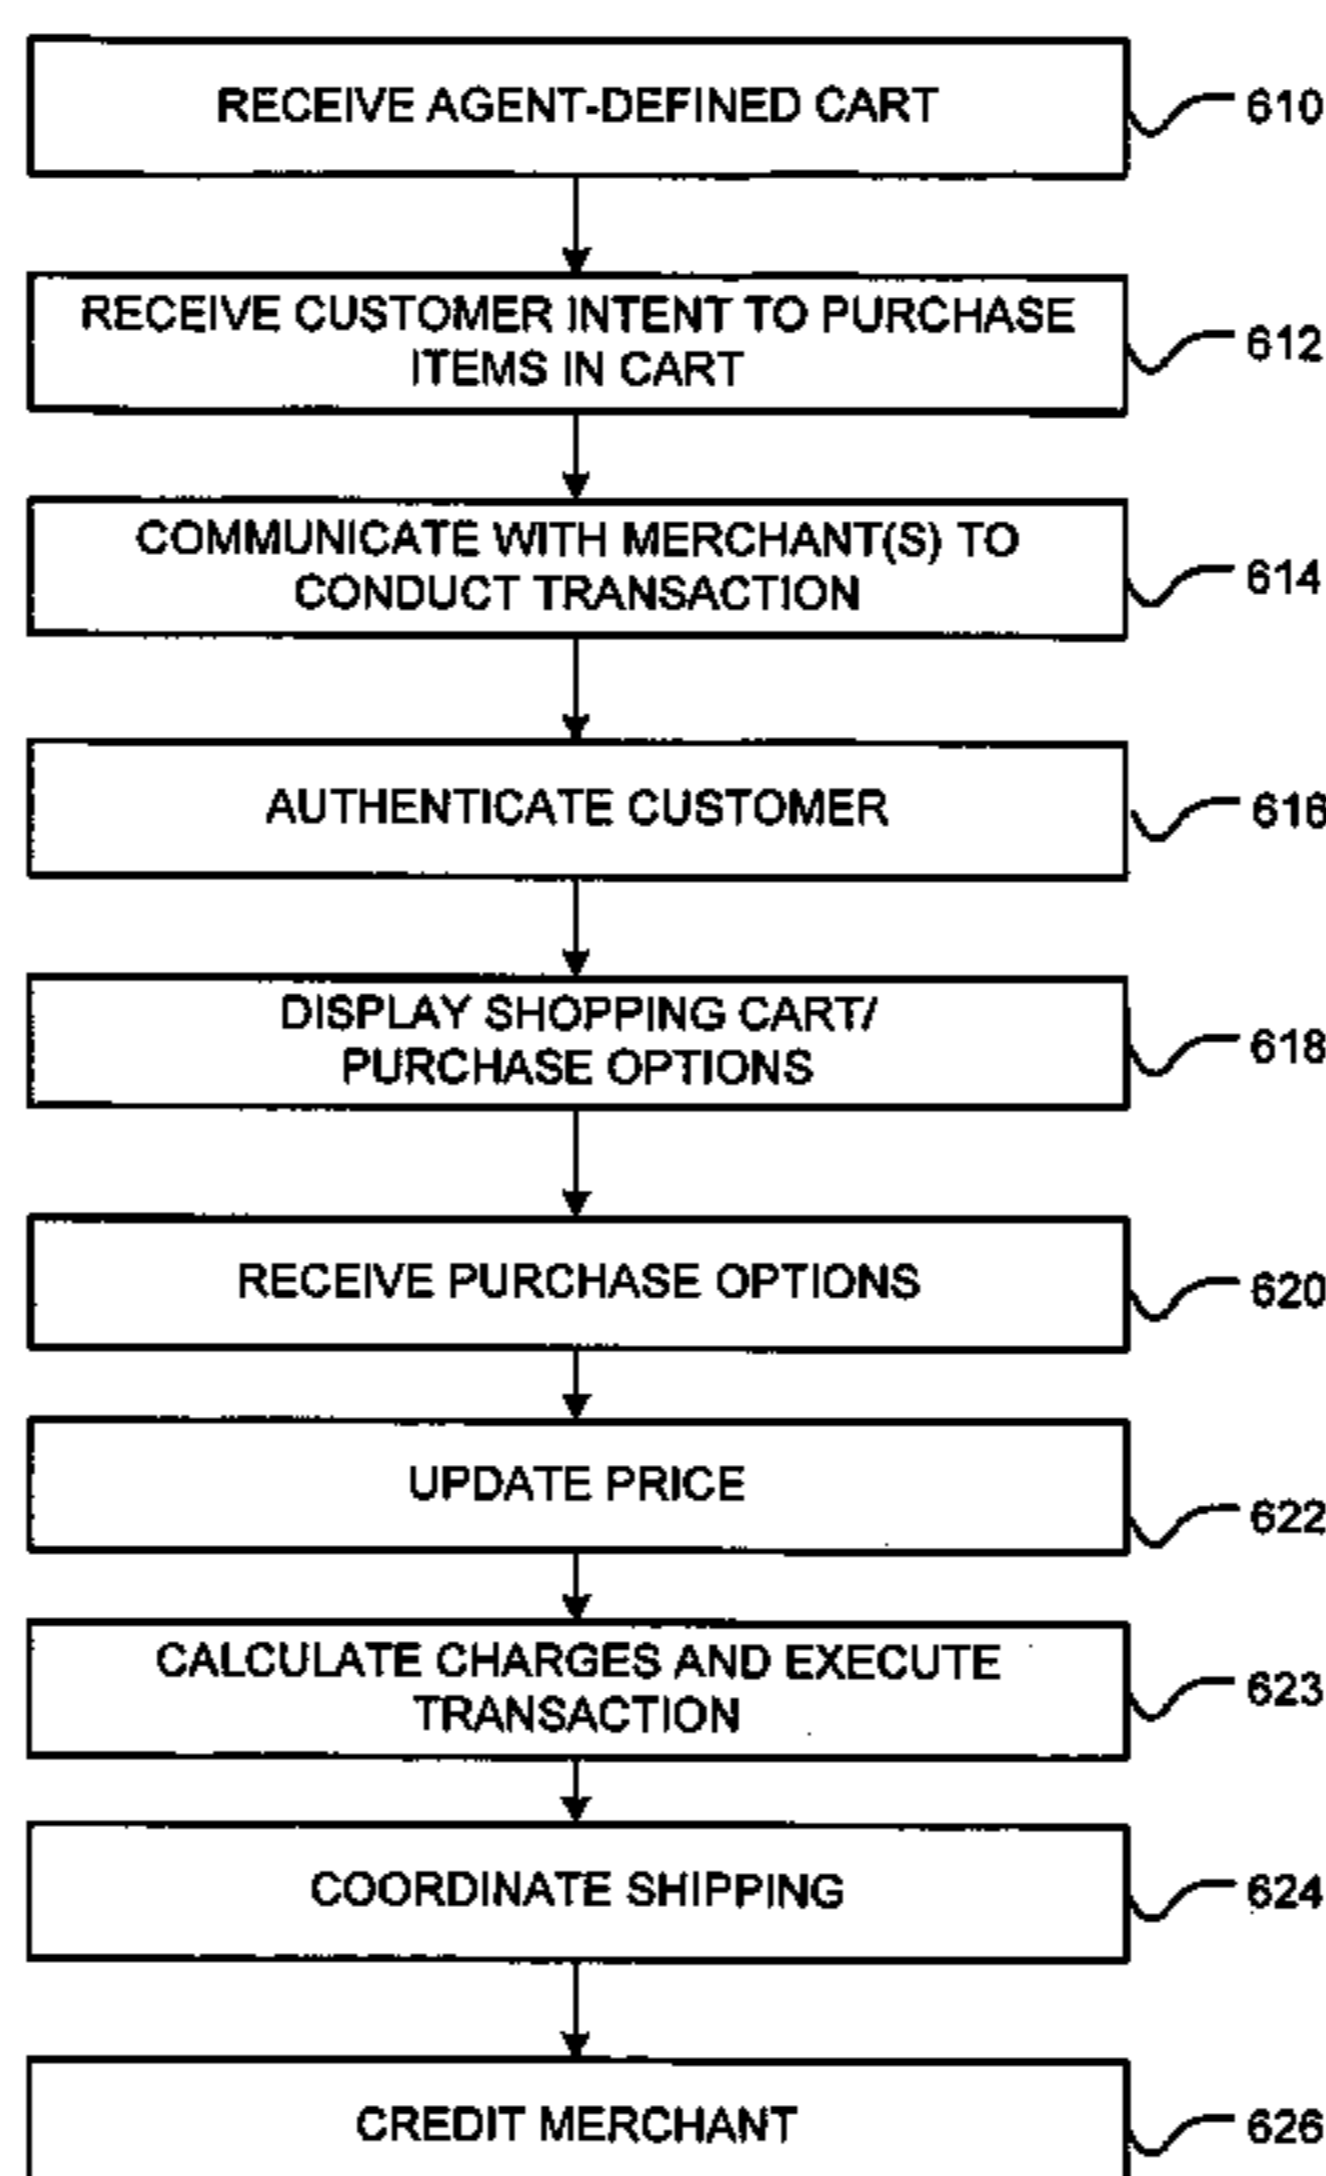 RECEIVE AGENT-DEFINED CART
610
RECEIVE CUSTOMER INTENT TO PURCHASE
ITEMS IN CART
612
COMMUNICATE WITH MERCHANT(S) TO
CONDUCT TRANSACTION
614
AUTHENTICATE CUSTOMER
616
DISPLAY SHOPPING CART/
PURCHASE OPTIONS
618
RECEIVE PURCHASE OPTIONS
620
UPDATE PRICE
622
CALCULATE CHARGES AND EXECUTE
TRANSACTION
623
COORDINATE SHIPPING
624
CREDIT MERCHANT
626